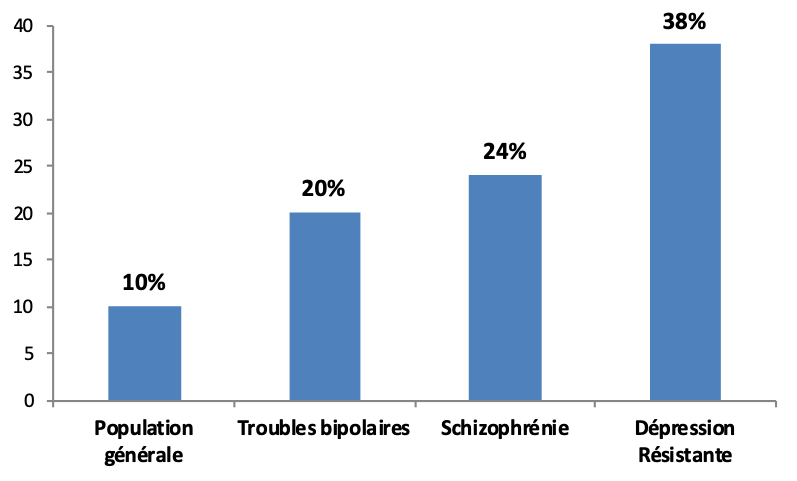 40
35
30
25
20
15
10
5
0
10%
20%
24%
38%
Population
générale
Troubles bipolaires
Schizophrénie
Dépression
Résistante